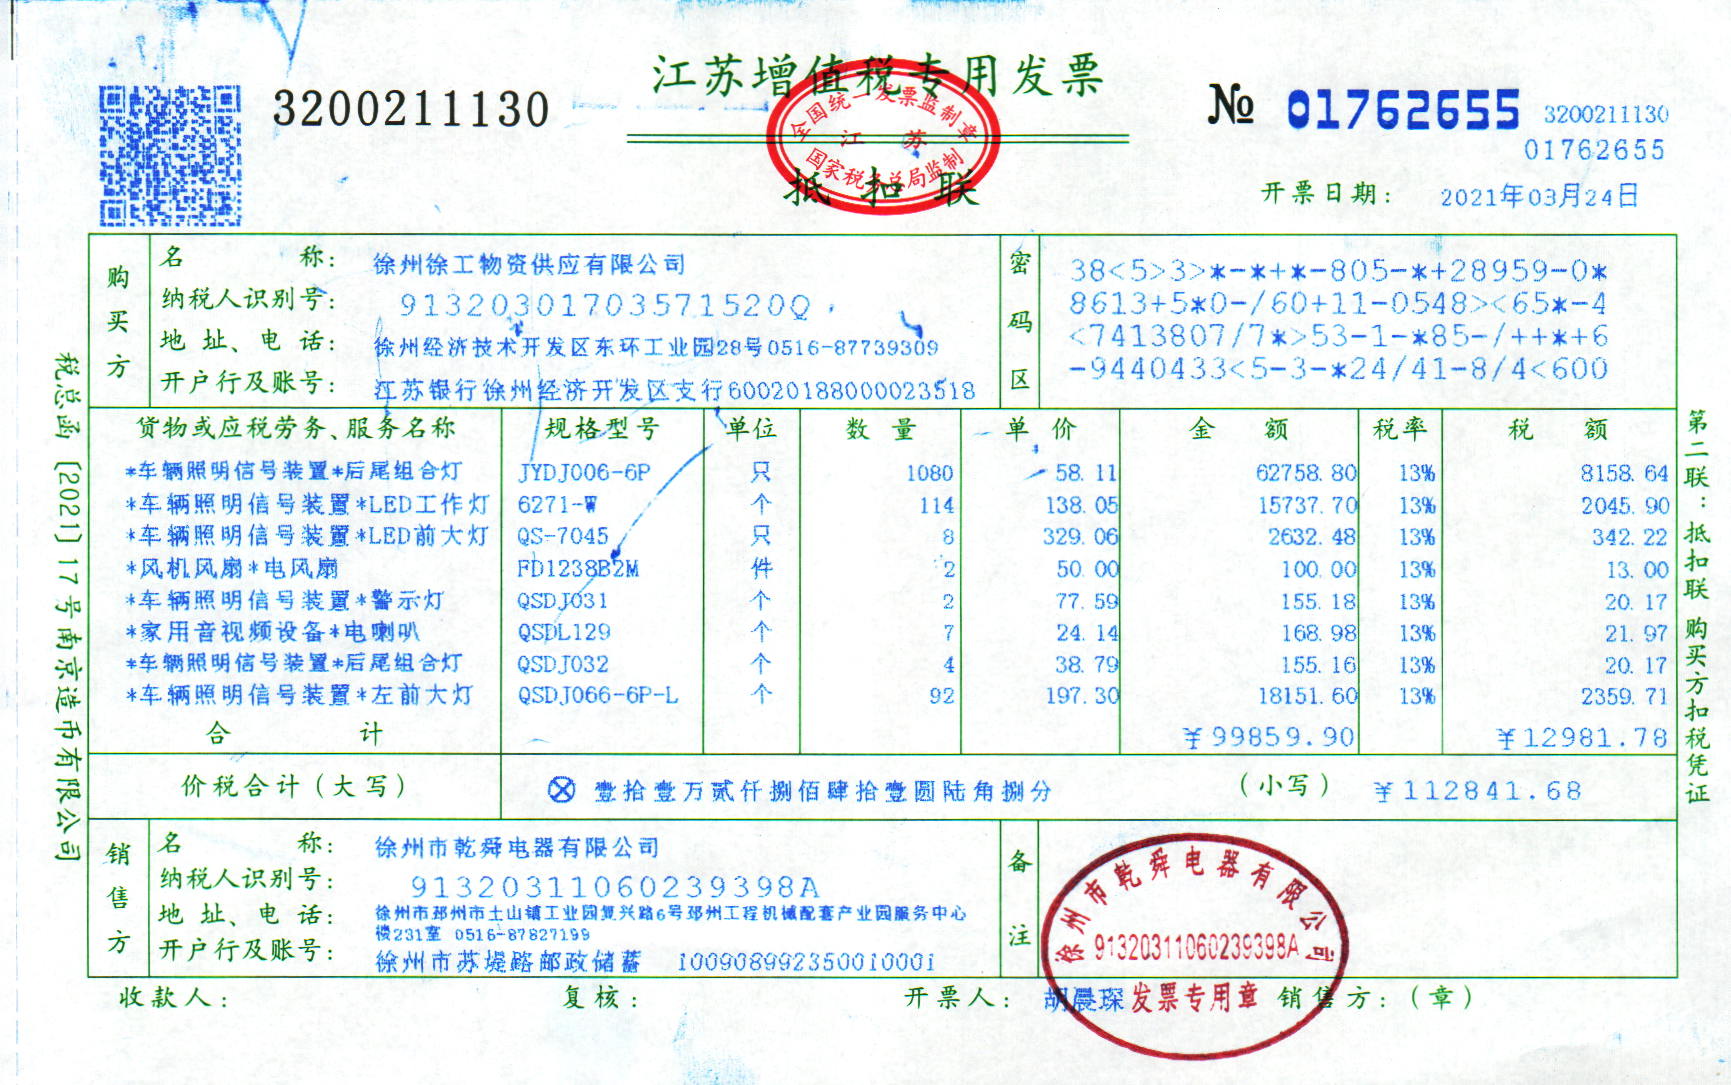 江苏增值税专用发票
3200211130
№ 01762655
3200211130
01762655
全国统一发票监制章
江苏
国家税务总局监制
抵扣联
开票日期: 2021年03月24日
购买方
名称: 徐州徐工物资供应有限公司
纳税人识别号: 91320301703571520Q
地址、电话: 徐州经济技术开发区东环工业园28号0516-87739309
开户行及账号: 江苏银行徐州经济开发区支行60020188000023518
密码区
38<5>3>*-*+*-805-*+28959-0*
8613+5*0-/60+11-0548><65*-4
<7413807/7*>53-1-*85-/++*+6
-9440433<5-3-*24/41-8/4<600
货物或应税劳务、服务名称 规格型号 单位 数量 单价 金额 税率 税额
*车辆照明信号装置*后尾组合灯 JYDJ006-6P 只 1080 58.11 62758.80 13% 8158.64
*车辆照明信号装置*LED工作灯 6271-W 个 114 138.05 15737.70 13% 2045.90
*车辆照明信号装置*LED前大灯 QS-7045 只 8 329.06 2632.48 13% 342.22
*风机风扇*电风扇 FD1238B2M 件 2 50.00 100.00 13% 13.00
*车辆照明信号装置*警示灯 QSDJ031 个 2 77.59 155.18 13% 20.17
*家用音视频设备*电喇叭 QSDL129 个 7 24.14 168.98 13% 21.97
*车辆照明信号装置*后尾组合灯 QSDJ032 个 4 38.79 155.16 13% 20.17
*车辆照明信号装置*左前大灯 QSDJ066-6P-L 个 92 197.30 18151.60 13% 2359.71
合计 ¥99859.90 ¥12981.78
价税合计(大写) ⊗壹拾壹万贰仟捌佰肆拾壹圆陆角捌分 (小写) ¥112841.68
销售方
名称: 徐州市乾舜电器有限公司
纳税人识别号: 91320311060239398A
地址、电话: 徐州市邳州市土山镇工业园复兴路6号邳州工程机械配套产业园服务中心
楼231室 0516-87827199
开户行及账号: 徐州市苏堤路邮政储蓄 100908992350010001
备注
徐州市乾舜电器有限公司
91320311060239398A
发票专用章
收款人: 复核: 开票人: 胡晨琛 销售方:(章)
税总函〔2021〕17号南京造币有限公司
第二联:抵扣联 购买方扣税凭证